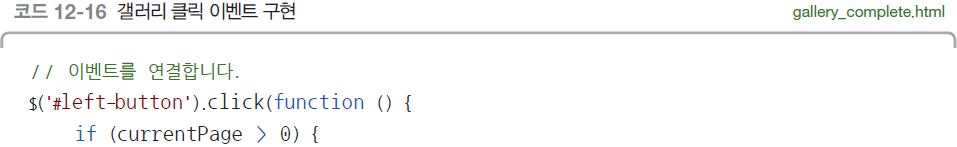 코드 12-16 갤러리 클릭 이벤트 구현 gallery_complete.html
// 이벤트를 연결합니다.
$('#left-button').click(function () {
    if (currentPage > 0) {